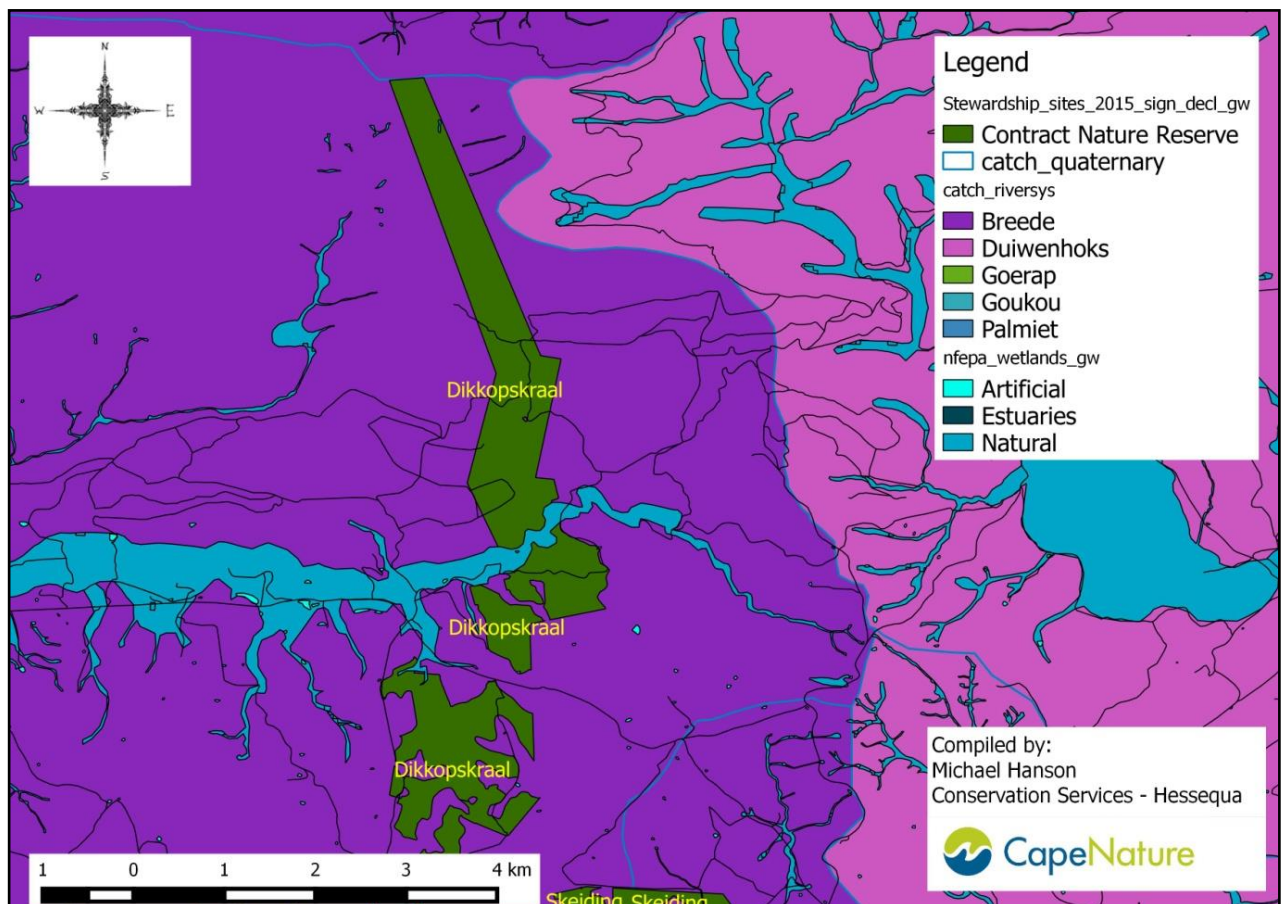 N
W
E
S
Legend
Stewardship_sites_2015_sign_decl_gw
Contract Nature Reserve
catch_quaternary
catch_riversys
Breede
Duiwenhoks
Goerap
Goukou
Palmiet
nfepa_wetlands_gw
Artificial
Estuaries
Natural
Dikkopskraal
Dikkopskraal
Dikkopskraal
Skeiding Skeiding
Compiled by:
Michael Hanson
Conservation Services - Hessequa
CapeNature
1 0 1 2 3 4 km